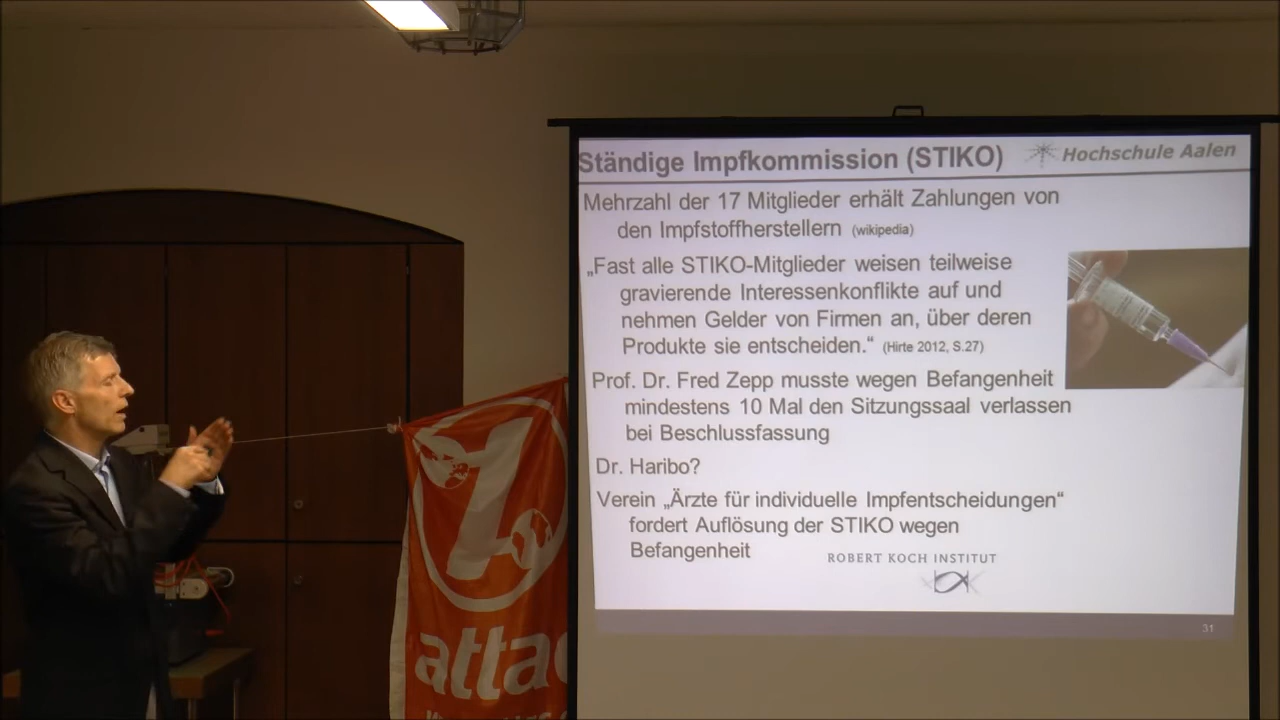 Ständige Impfkommission (STIKO)
Hochschule Aalen
Mehrzahl der 17 Mitglieder erhält Zahlungen von
den Impfstoffherstellern (wikipedia)
„Fast alle STIKO-Mitglieder weisen teilweise
gravierende Interessenkonflikte auf und
nehmen Gelder von Firmen an, über deren
Produkte sie entscheiden.“ (Hirte 2012, S.27)
Prof. Dr. Fred Zepp musste wegen Befangenheit
mindestens 10 Mal den Sitzungssaal verlassen
bei Beschlussfassung
Dr. Haribo?
Verein „Ärzte für individuelle Impfentscheidungen“
fordert Auflösung der STIKO wegen
Befangenheit
ROBERT KOCH INSTITUT
31
attac